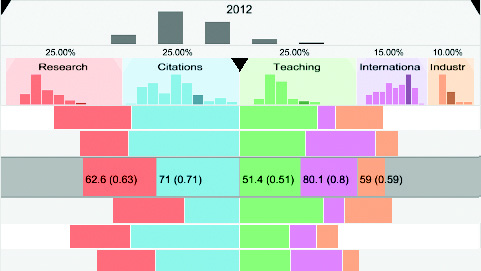 2012
25.00% 25.00% 25.00% 15.00% 10.00%
Research Citations Teaching Internationa Industr
62.6 (0.63) 71 (0.71) 51.4 (0.51) 80.1 (0.8) 59 (0.59)